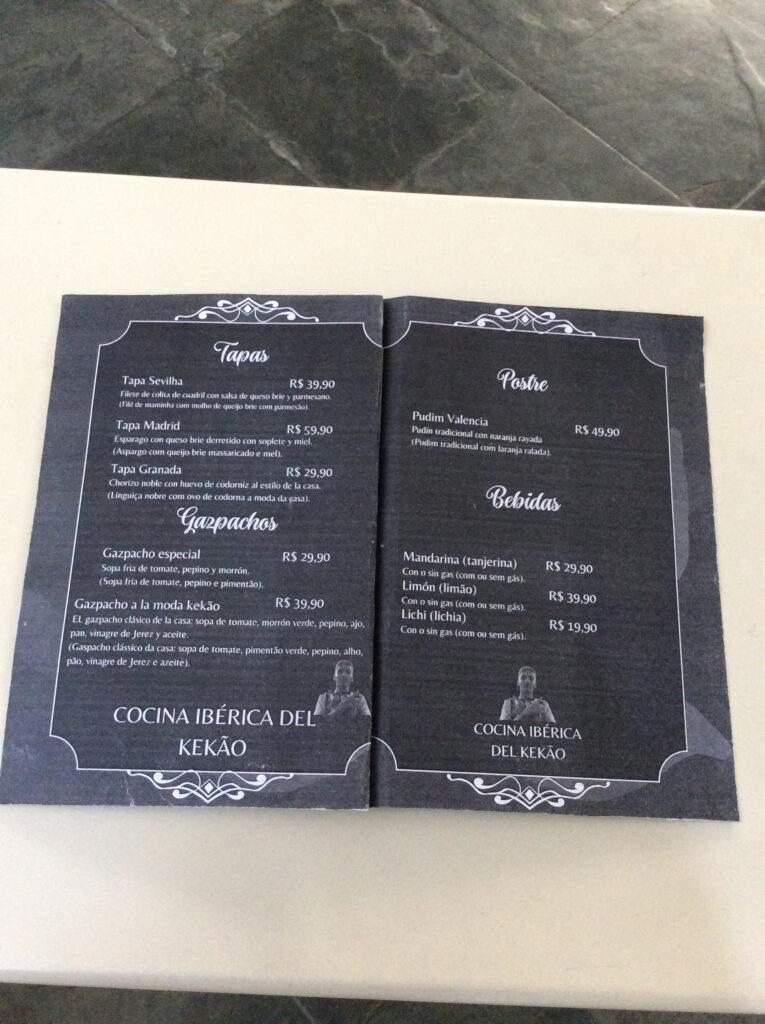 Tapas
Tapa Sevilha R$ 39,90
Filete de colita de cuadril con salsa de queso brie y parmesano.
(Filé de maminha com molho de queijo brie com parmesão).
Tapa Madrid R$ 59,90
Esparago con queso brie derretido con soplete y miel.
(Aspargo com queijo brie massaricado e mel).
Tapa Granada R$ 29,90
Chorizo noble con huevo de codorniz al estilo de la casa.
(Linguiça nobre com ovo de codorna a moda da casa).
Gazpachos
Gazpacho especial R$ 29,90
Sopa fria de tomate, pepino y morrón.
(Sopa fria de tomate, pepino e pimentão).
Gazpacho a la moda kekão R$ 39,90
EL gazpacho clásico de la casa: sopa de tomate, morrón verde, pepino, ajo,
pan, vinagre de Jerez y aceite.
(Gaspacho clássico da casa: sopa de tomate, pimentão verde, pepino, alho,
pão, vinagre de Jerez e azeite).
COCINA IBÉRICA DEL
KEKÃO
Postre
Pudim Valencia R$ 49,90
Pudín tradicional con naranja rayada
(Pudim tradicional com laranja ralada).
Bebidas
Mandarina (tanjerina) R$ 29,90
Con o sin gas (com ou sem gás).
Limón (limão) R$ 39,90
Con o sin gas (com ou sem gás).
Lichi (lichia) R$ 19,90
Con o sin gas (com ou sem gás).
COCINA IBÉRICA
DEL KEKÃO